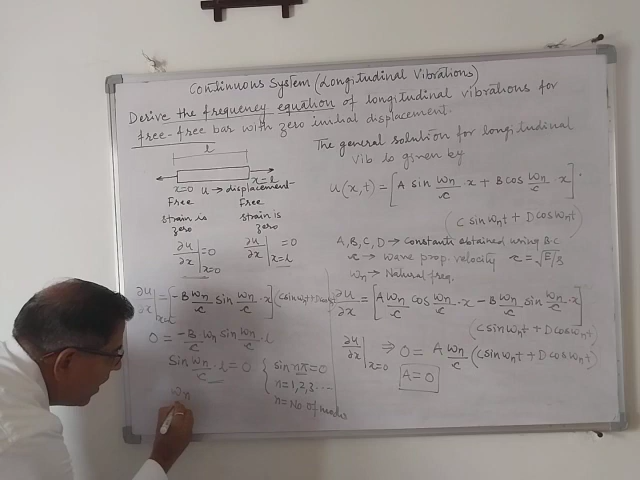 Continuous System (Longitudinal Vibrations)
Derive the frequency equation of longitudinal vibrations for
free-free bar with zero initial displacement.
l
x=0 u → displacement x=l
Free Free
strain is zero strain is zero
∂u/∂x|x=0 = 0 ∂u/∂x|x=l = 0
The general solution for longitudinal
Vib is given by
u(x,t) = [A sin ωn/c · x + B cos ωn/c · x] ·
(C sin ωnt + D cos ωnt)
A, B, C, D → Constants obtained using B.C.
c → wave prop. velocity c = √E/β
ωn → Natural freq.
∂u/∂x = [A ωn/c cos ωn/c · x − B ωn/c sin ωn/c · x]
(C sin ωnt + D cos ωnt)
∂u/∂x|x=0 ⇒ 0 = A ωn/c (C sin ωnt + D cos ωnt)
A = 0
∂u/∂x|x=l = [−B ωn/c sin ωn/c · x] (C sin ωnt + D cos ωnt)
0 = −B/c ωn sin ωn/c · l
sin ωn/c · l = 0
{ sin nπ = 0
n = 1, 2, 3 ...
n = No of modes
ωn